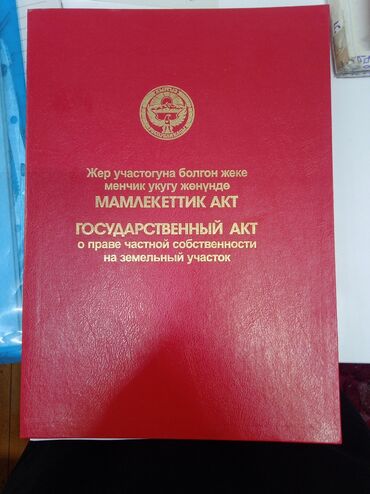 Жер участогуна болгон жеке
менчик укугу жөнүндө
МАМЛЕКЕТТИК АКТ
ГОСУДАРСТВЕННЫЙ АКТ
о праве частной собственности
на земельный участок